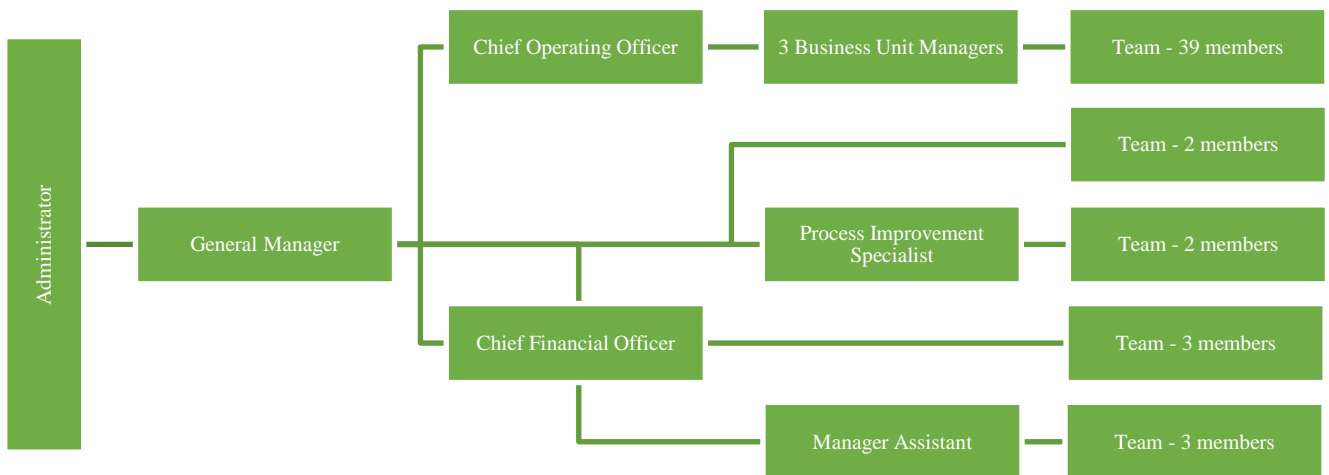 Administrator
General Manager
Chief Operating Officer
3 Business Unit Managers
Team - 39 members
Team - 2 members
Process Improvement
Specialist
Team - 2 members
Chief Financial Officer
Team - 3 members
Manager Assistant
Team - 3 members